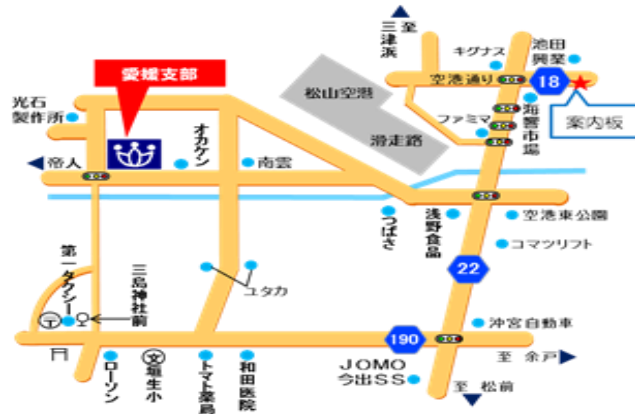 至
三津浜
キグナス
池田
興業
空港通り
18
愛媛支部
松山空港
光石
製作所
オカケン
ファミマ
海響市場
案内板
滑走路
帝人
南雲
つばさ
浅野食品
空港東公園
コマツリフト
22
第一タクシー
三島神社前
ユタカ
〒
190
沖宮自動車
至 余戸
ローソン
文
垣生小
トマト薬局
和田医院
JOMO
今出SS
至 松前